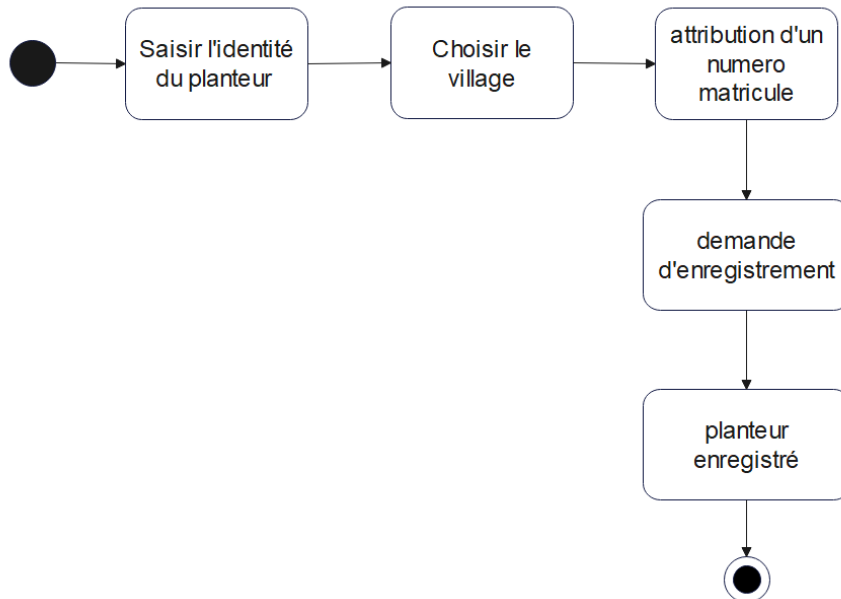 Saisir l'identité
du planteur
Choisir le
village
attribution d'un
numero
matricule
demande
d'enregistrement
planteur
enregistré